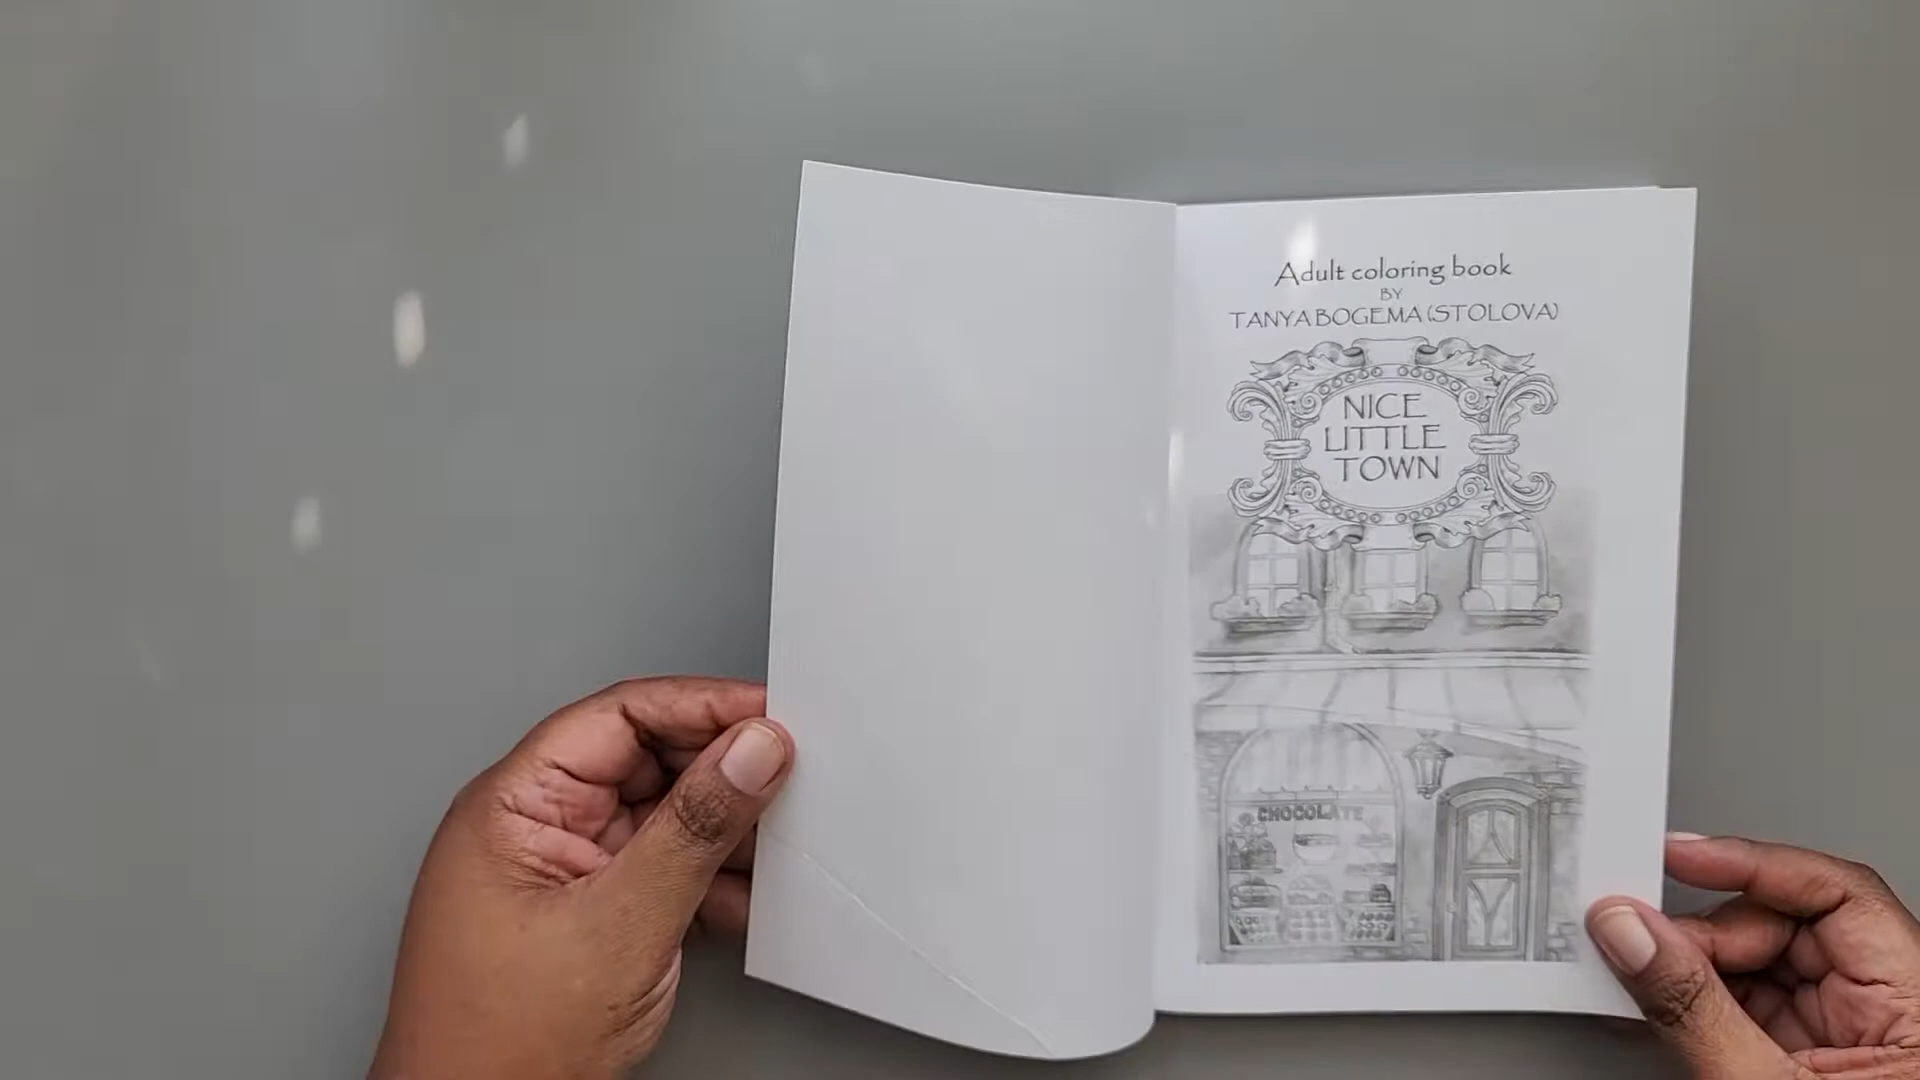 Adult coloring book
BY
TANYA BOGEMA (STOLOVA)
NICE
LITTLE
TOWN
CHOCOLATE